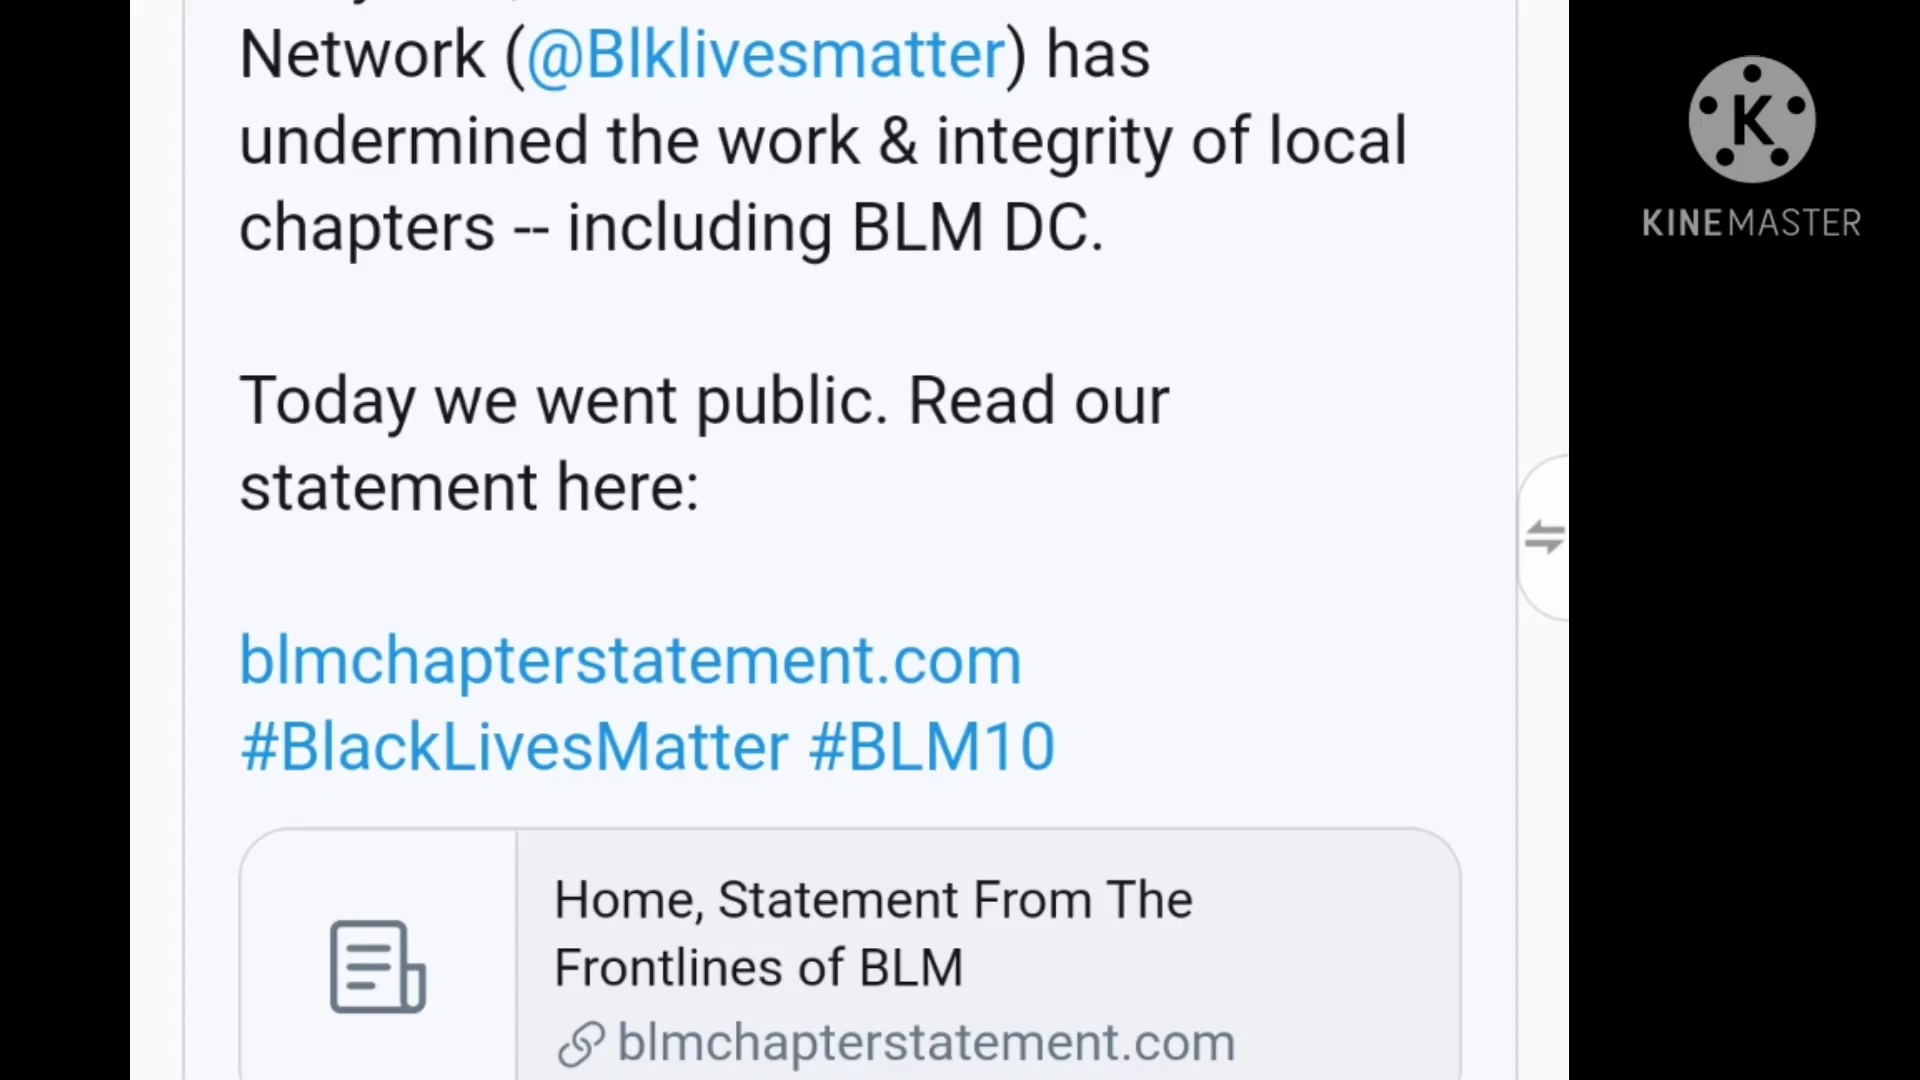 Network (@Blklivesmatter) has
undermined the work & integrity of local
chapters -- including BLM DC.
Today we went public. Read our
statement here:
blmchapterstatement.com
#BlackLivesMatter #BLM10
Home, Statement From The
Frontlines of BLM
blmchapterstatement.com
K
KINEMASTER